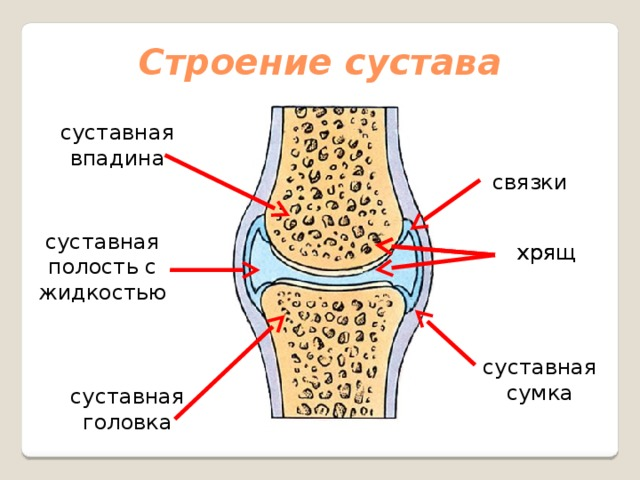 Строение сустава
суставная
впадина
связки
суставная
полость с
жидкостью
хрящ
суставная
сумка
суставная
головка